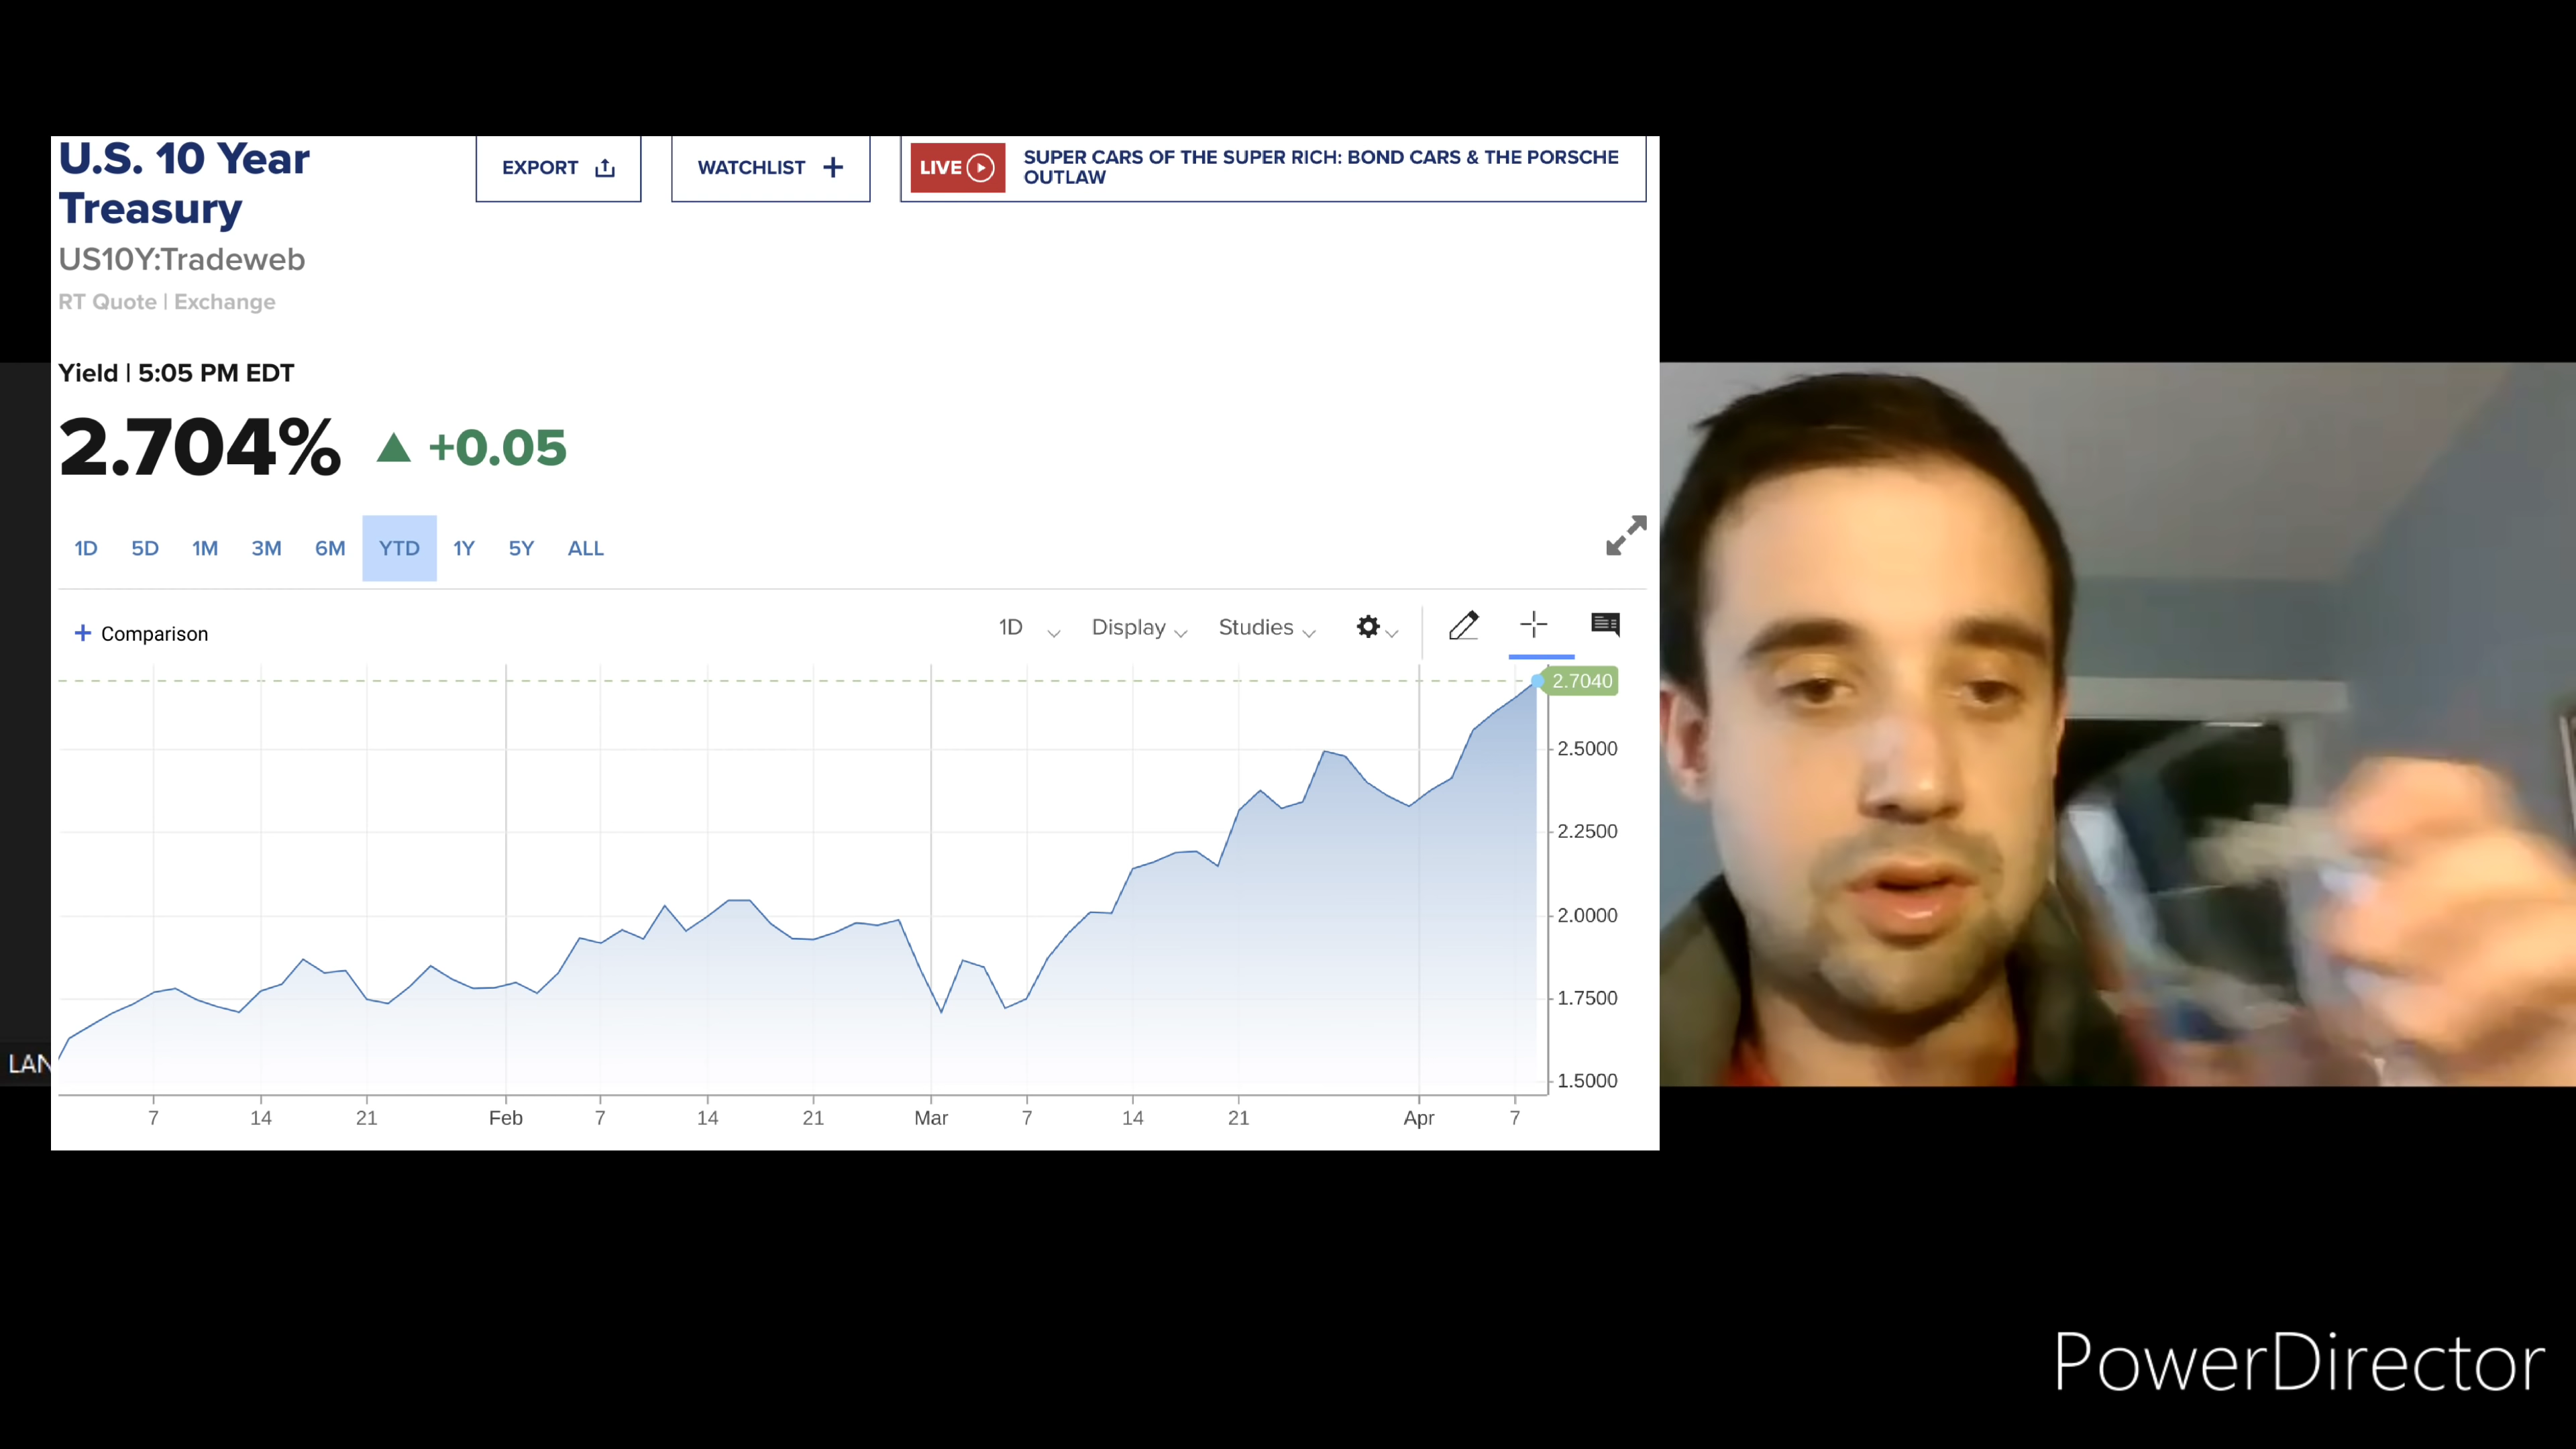 U.S. 10 Year
Treasury
EXPORT
WATCHLIST +
LIVE
SUPER CARS OF THE SUPER RICH: BOND CARS & THE PORSCHE
OUTLAW
US10Y:Tradeweb
RT Quote | Exchange
Yield | 5:05 PM EDT
2.704% ▲ +0.05
1D 5D 1M 3M 6M YTD 1Y 5Y ALL
+ Comparison
1D Display Studies
2.7040
2.5000
2.2500
2.0000
1.7500
1.5000
7 14 21 Feb 7 14 21 Mar 7 14 21 Apr 7
LAN
PowerDirector